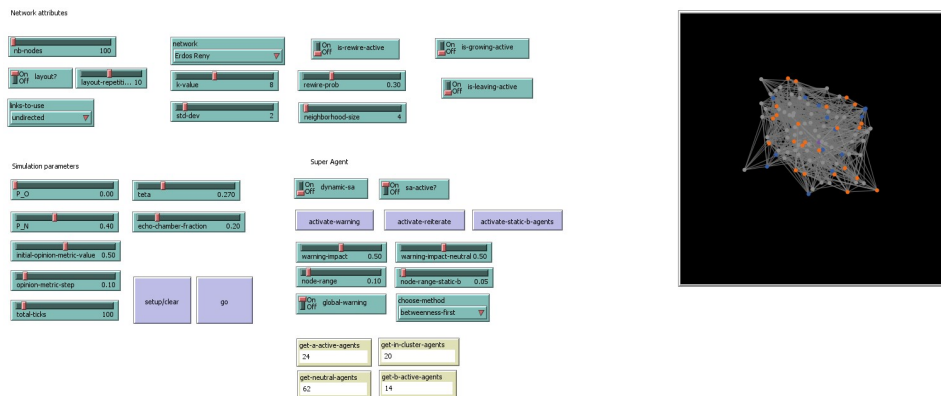 Network attributes
nb-nodes 100
network
Erdos Reny
On
Off
is-rewire-active
On
Off
is-growing-active
On
Off
layout?
layout-repetiti... 10
k-value 8
rewire-prob 0.30
On
Off
is-leaving-active
links-to-use
undirected
std-dev 2
neighborhood-size 4
Simulation parameters
Super Agent
P_O 0.00
teta 0.270
On
Off
dynamic-sa
On
Off
sa-active?
P_N 0.40
echo-chamber-fraction 0.20
activate-warning
activate-reiterate
activate-static-b-agents
initial-opinion-metric-value 0.50
warning-impact 0.50
warning-impact-neutral 0.50
opinion-metric-step 0.10
setup/clear
go
node-range 0.10
node-range-static-b 0.05
total-ticks 100
On
Off
global-warning
choose-method
betweenness-first
get-a-active-agents
24
get-in-cluster-agents
20
get-neutral-agents
62
get-b-active-agents
14